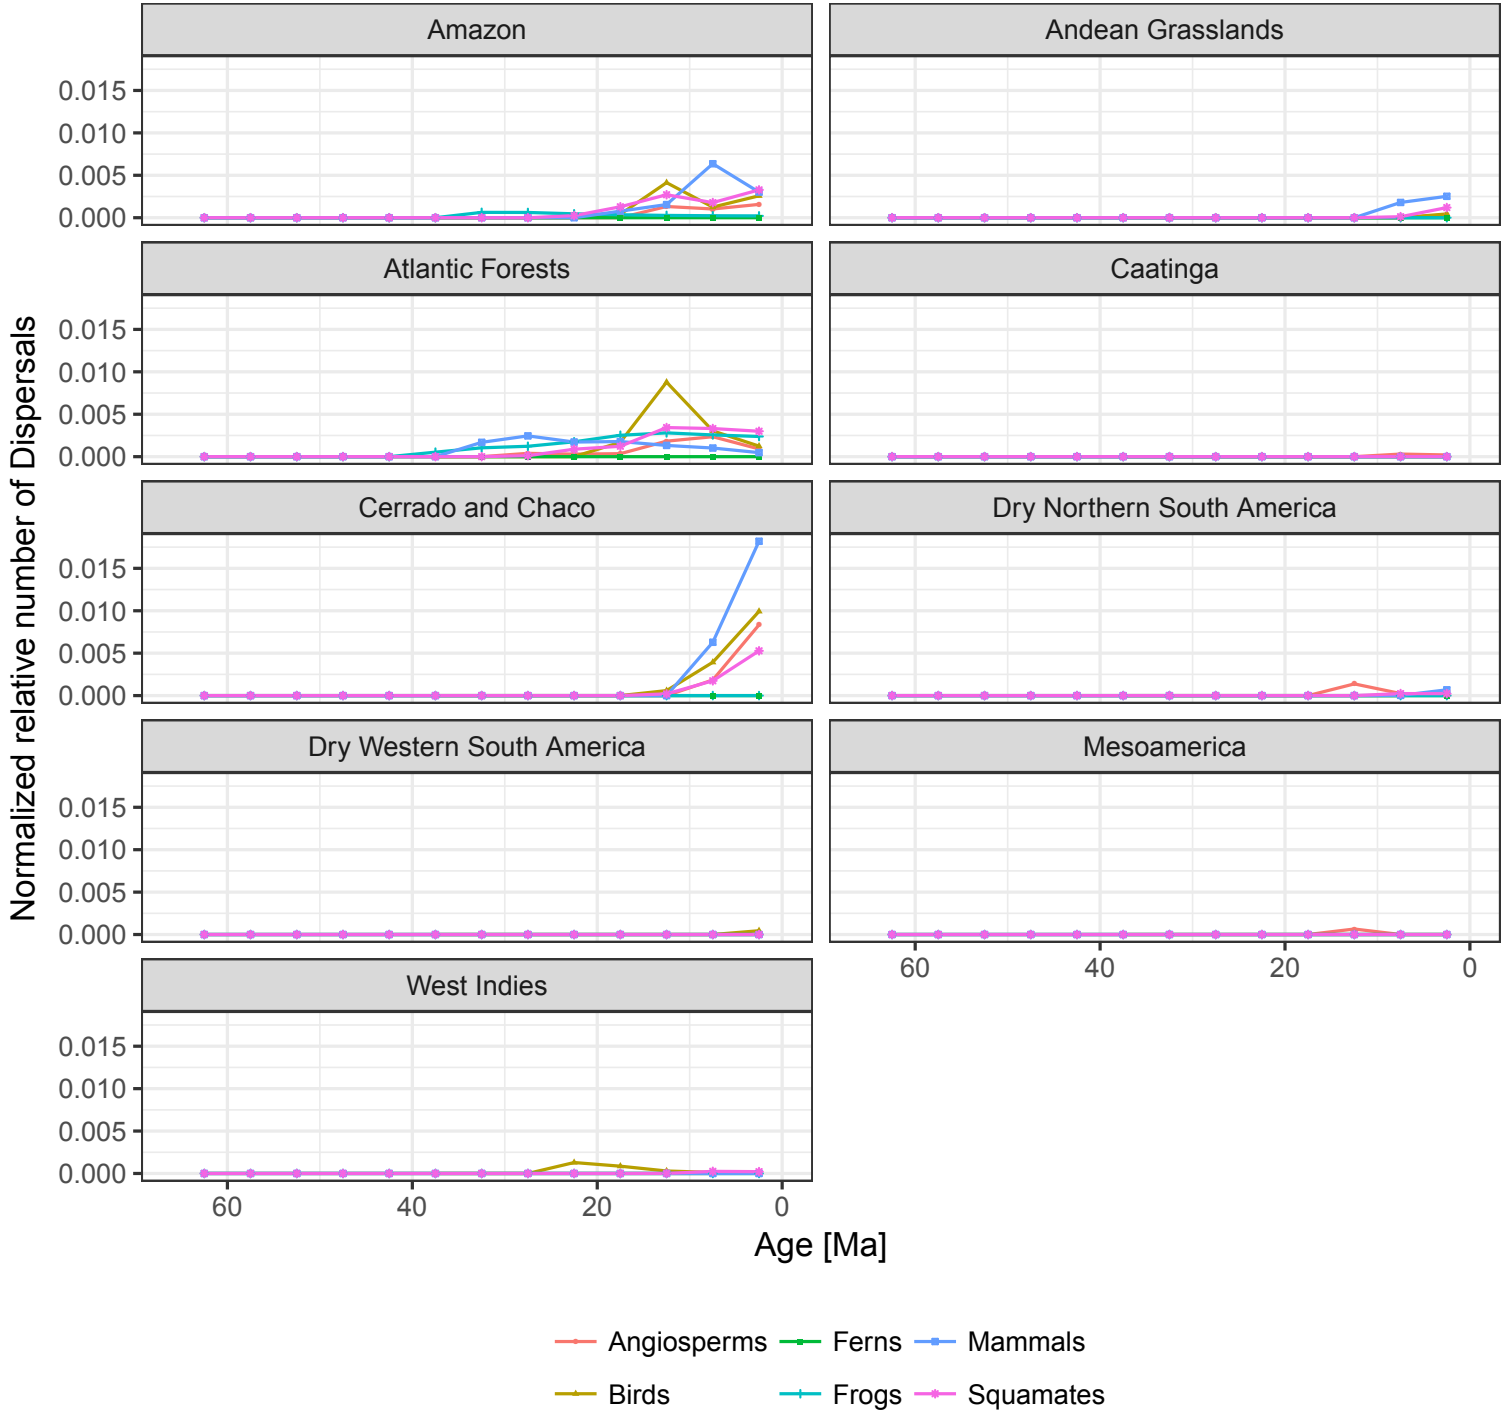 Amazon
Andean Grasslands
0.015
0.010
0.005
0.000
Atlantic Forests
Caatinga
0.015
0.010
0.005
0.000
Cerrado and Chaco
Dry Northern South America
0.015
0.010
0.005
0.000
Dry Western South America
Mesoamerica
0.015
0.010
0.005
0.000
60 40 20 0
West Indies
0.015
0.010
0.005
0.000
60 40 20 0
Normalized relative number of Dispersals
Age [Ma]
Angiosperms Ferns Mammals
Birds Frogs Squamates